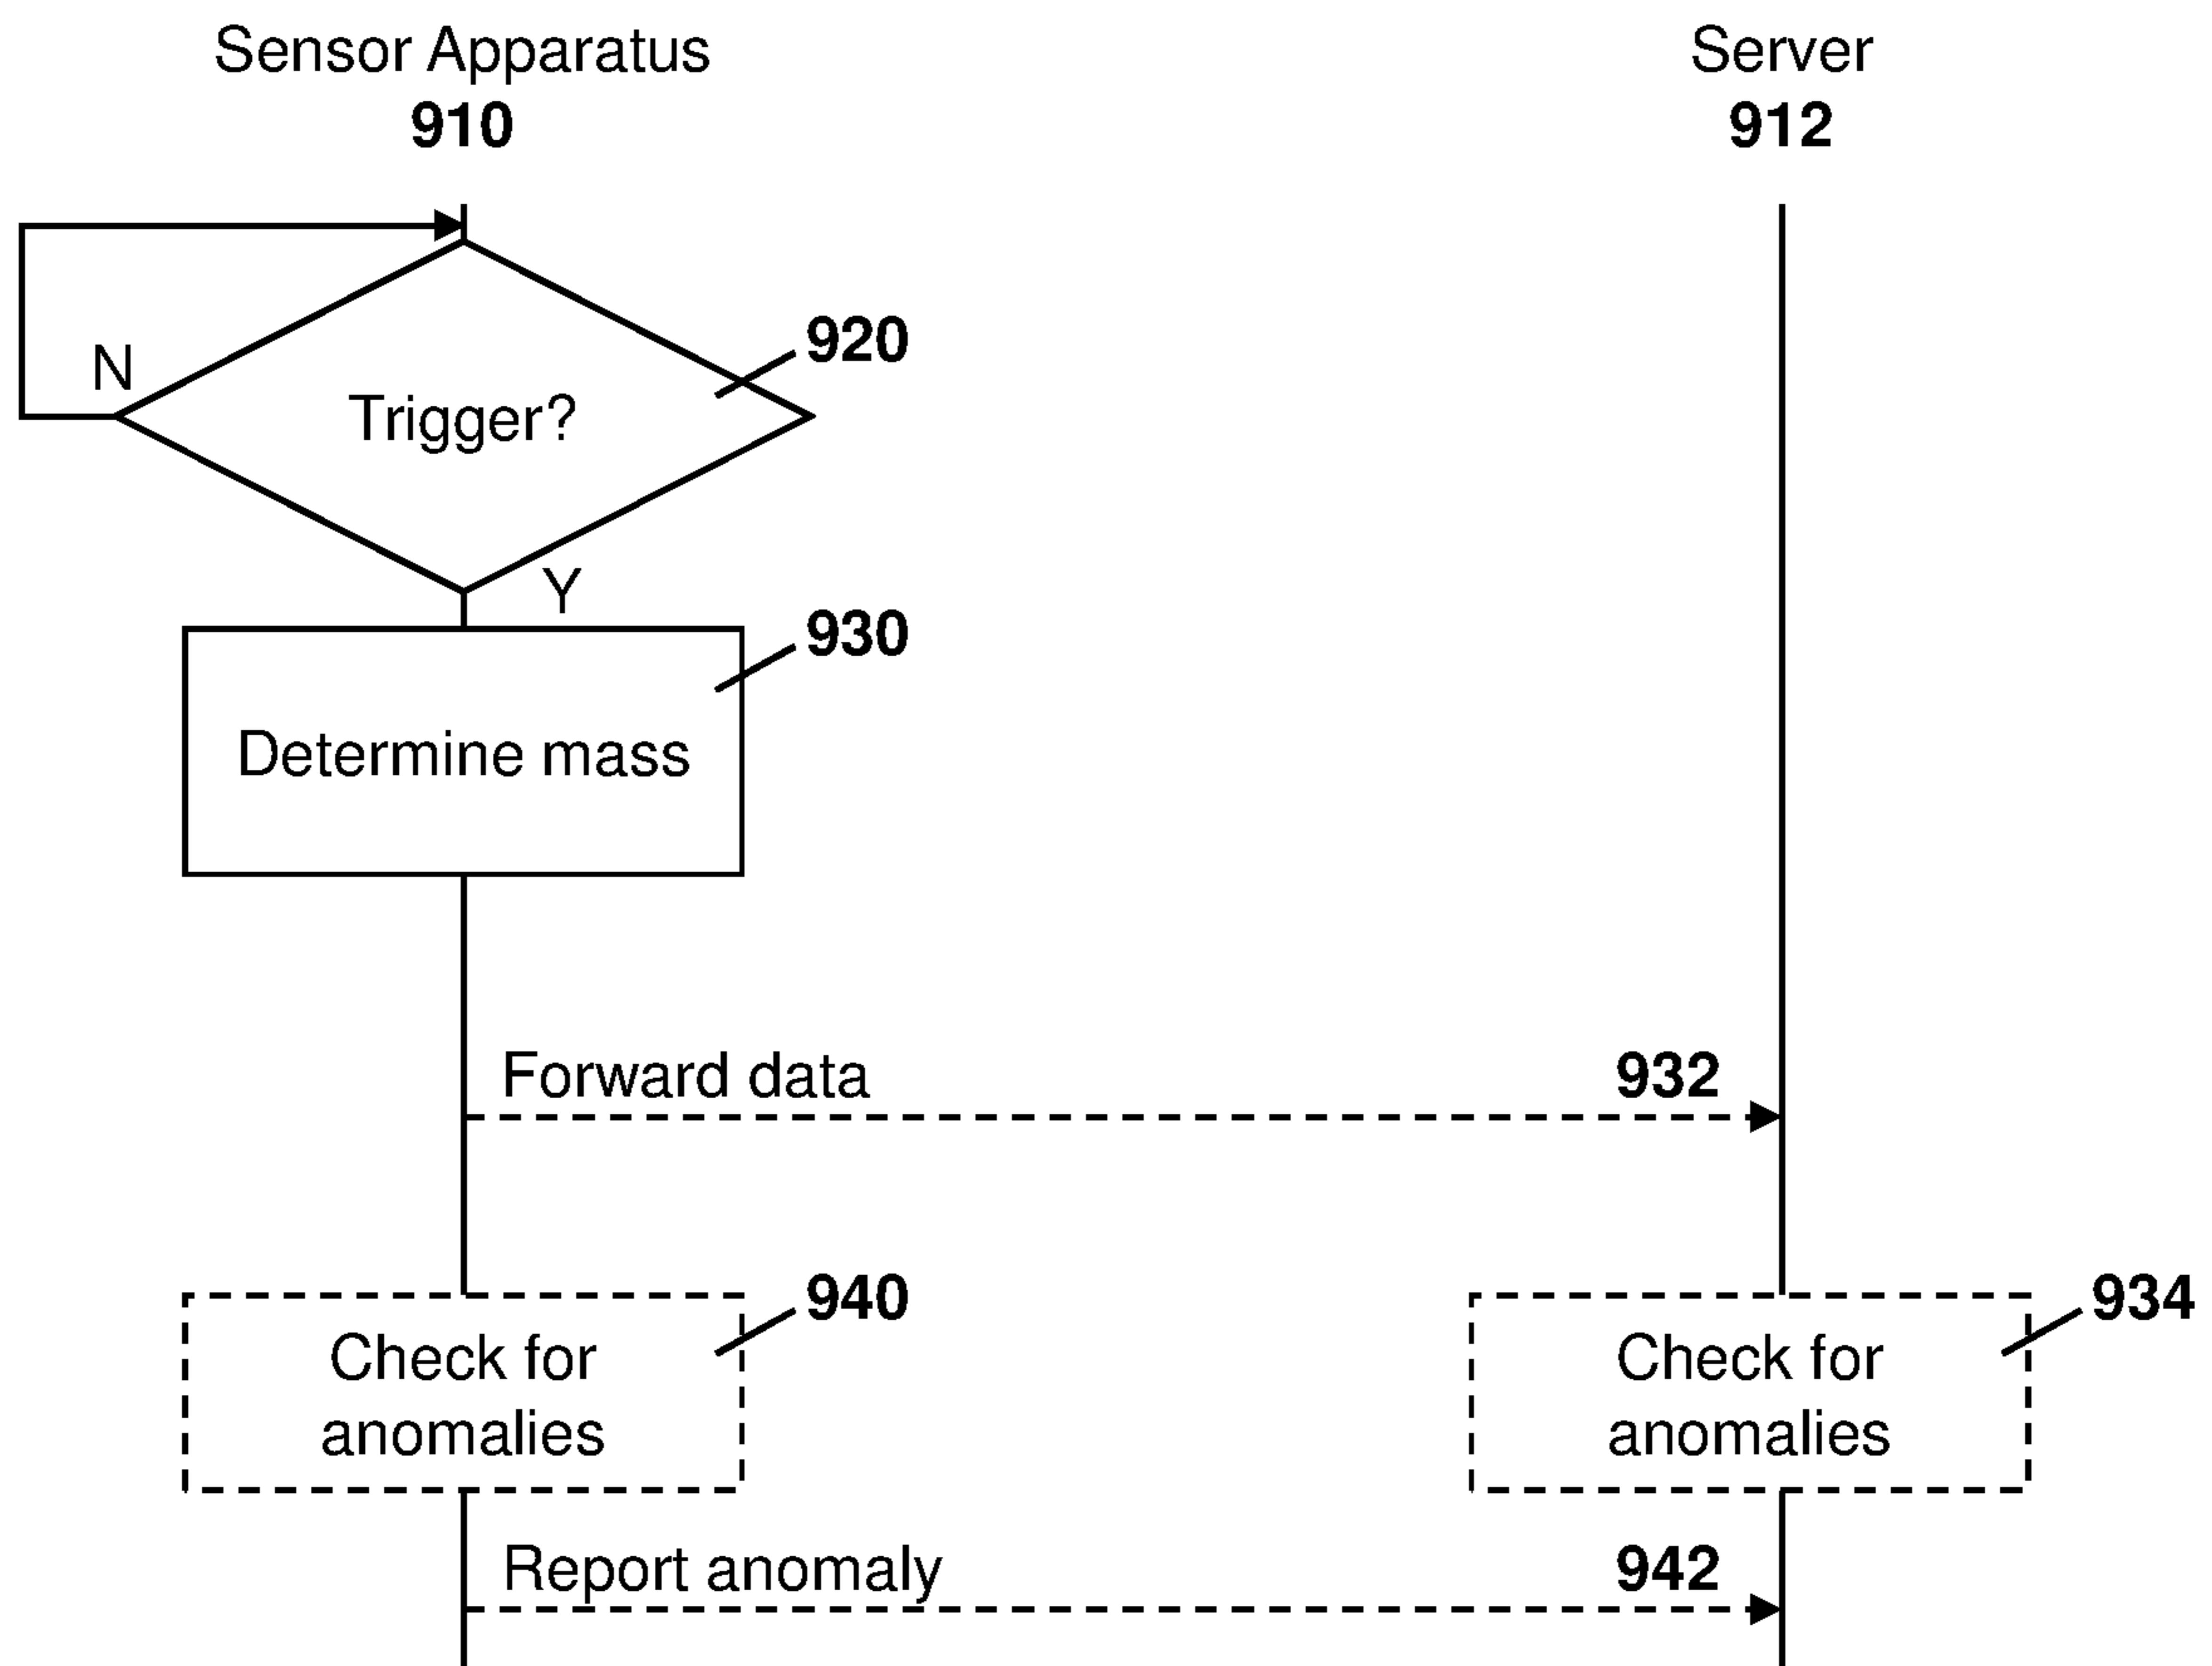 Sensor Apparatus
910
Server
912
920
N
Trigger?
Y
930
Determine mass
Forward data
932
940
934
Check for
anomalies
Check for
anomalies
Report anomaly
942